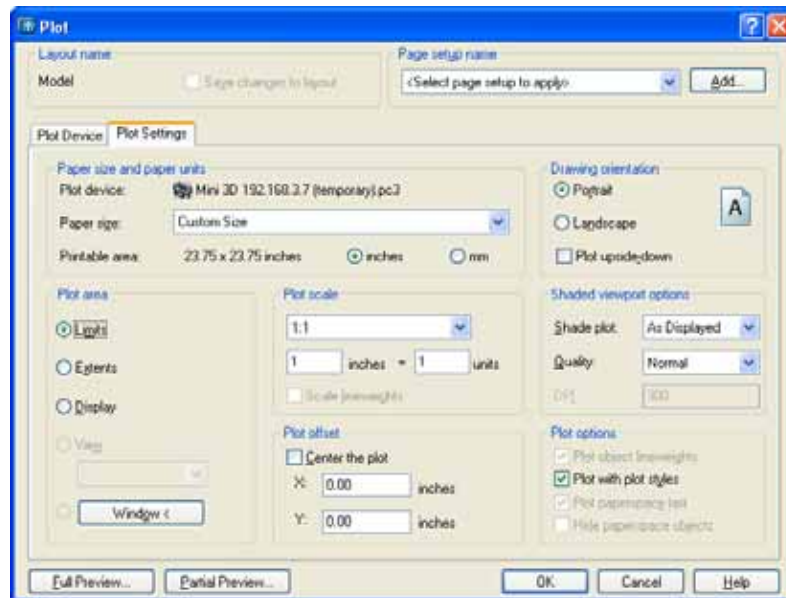 Plot
Layout name
Model
Save changes to layout
Page setup name
<Select page setup to apply>
Add...
Plot Device
Plot Settings
Paper size and paper units
Plot device:
Mini 3D 192.168.3.7 (temporary).pc3
Paper size:
Custom Size
Printable area:
23.75 x 23.75 inches
inches
mm
Drawing orientation
Portrait
A
Landscape
Plot upside-down
Plot area
Limits
Extents
Display
View
Window <
Plot scale
1:1
1 inches = 1 units
Scale lineweights
Plot offset
Center the plot
X: 0.00 inches
Y: 0.00 inches
Shaded viewport options
Shade plot: As Displayed
Quality: Normal
DPI 300
Plot options
Plot object lineweights
Plot with plot styles
Plot paperspace last
Hide paperspace objects
Full Preview...
Partial Preview...
OK
Cancel
Help